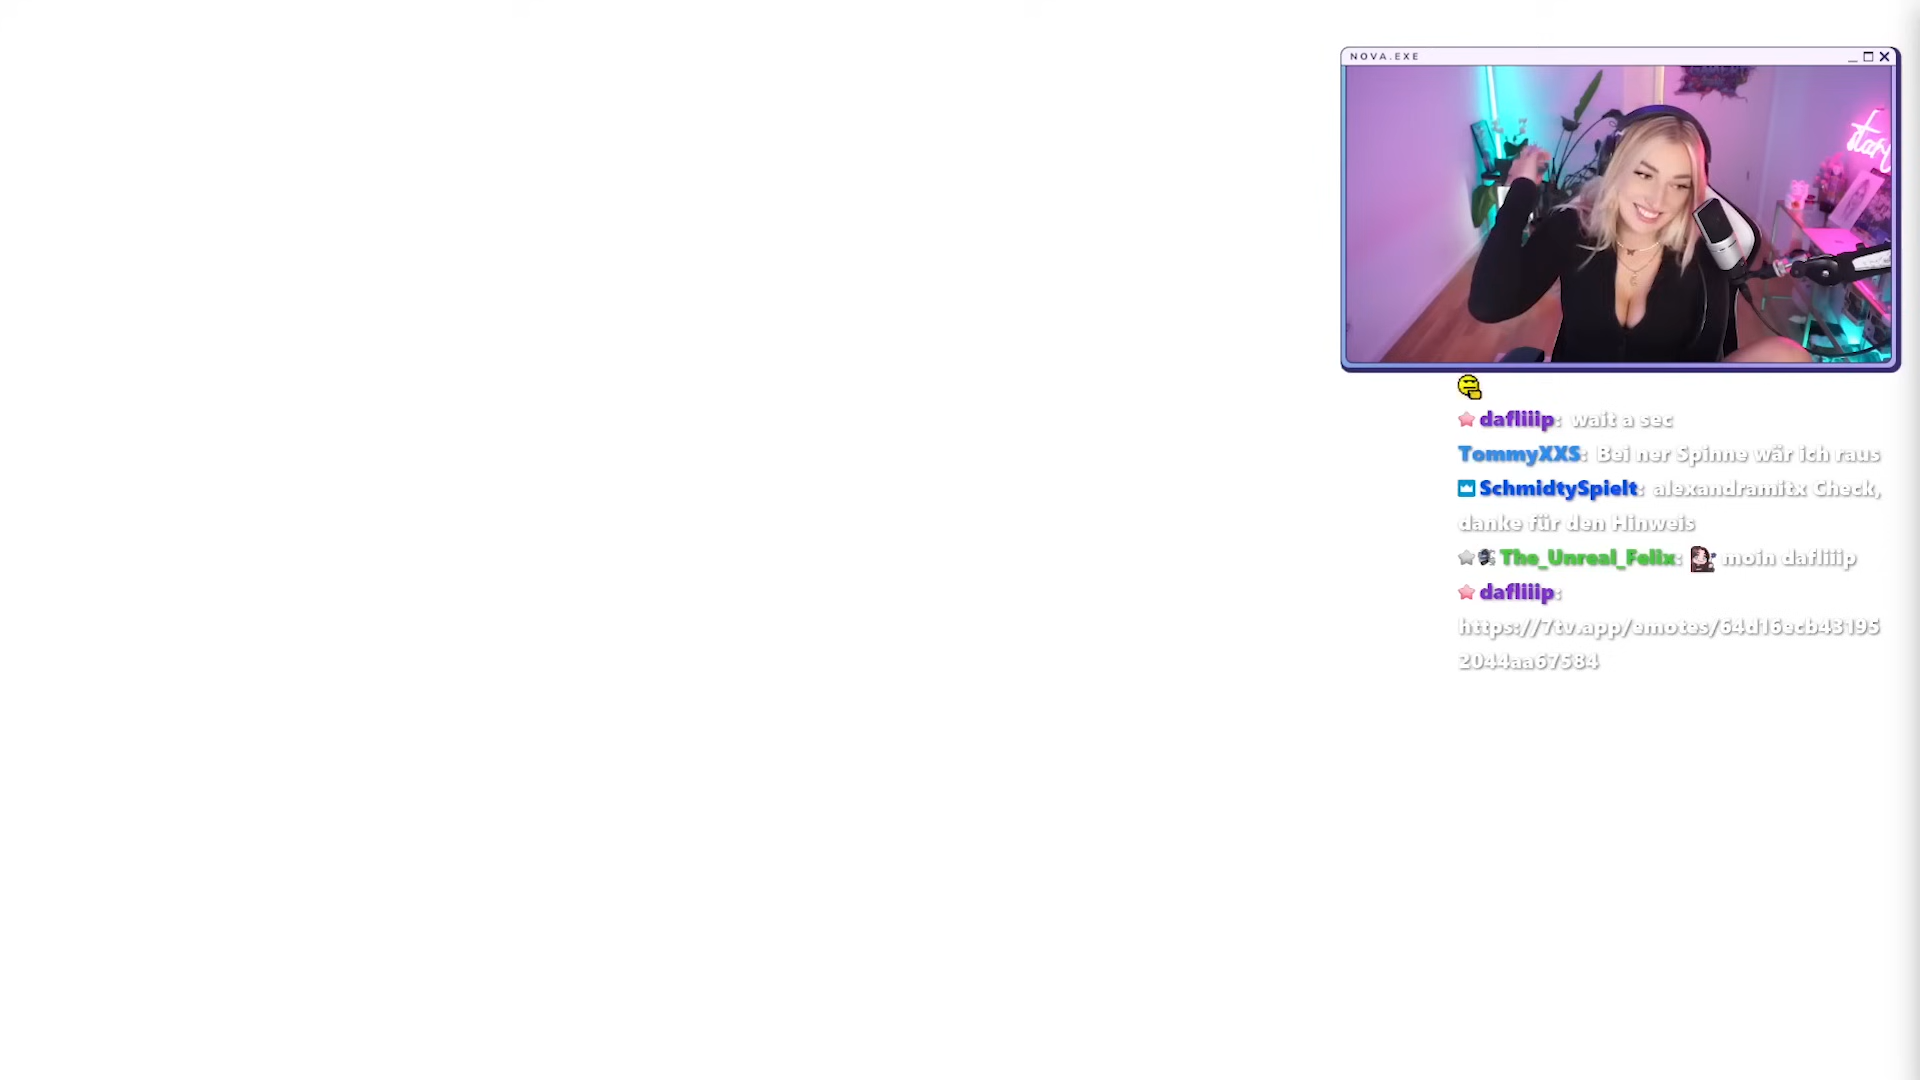 NOVA.EXE
start
dafliiip: wait a sec
TommyXXS: Bei ner Spinne wär ich raus
SchmidtySpielt: alexandramitx Check,
danke für den Hinweis
The_Unreal_Felix: moin dafliiip
dafliiip:
https://7tv.app/emotes/64d16ecb43195
2044aa67584